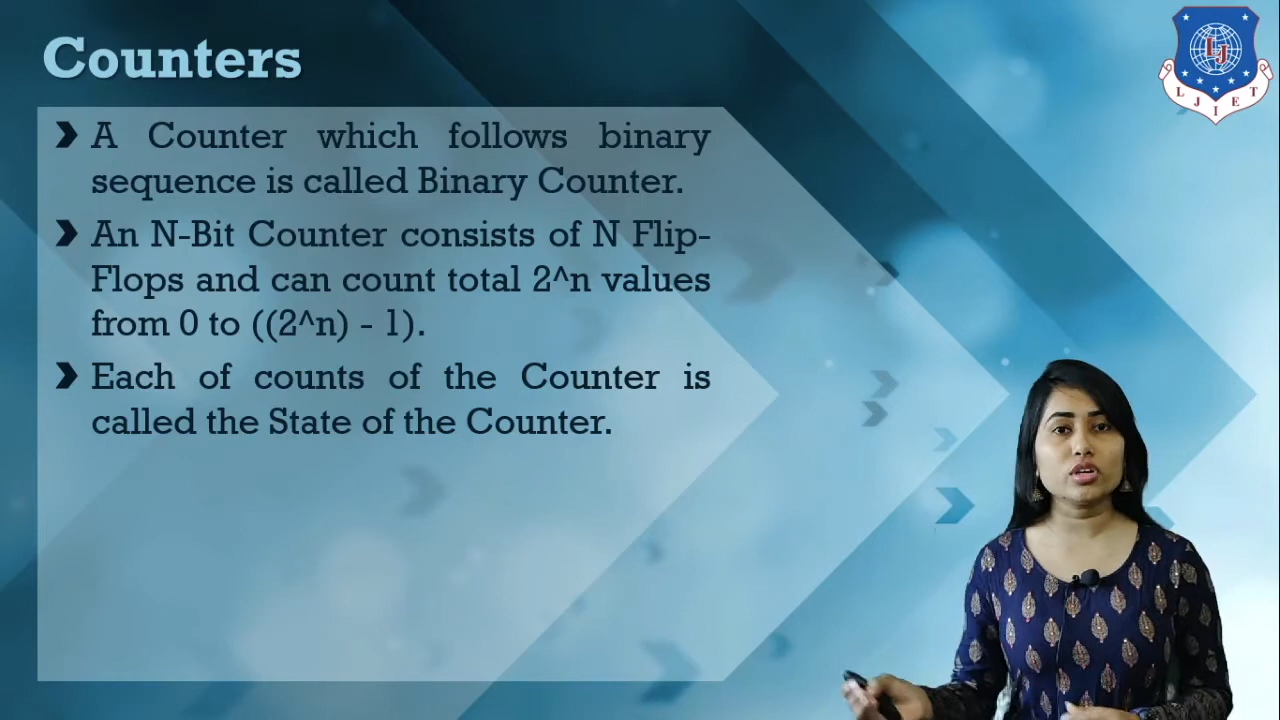 Counters
A Counter which follows binary
sequence is called Binary Counter.
An N-Bit Counter consists of N Flip-
Flops and can count total 2^n values
from 0 to ((2^n) - 1).
Each of counts of the Counter is
called the State of the Counter.
LJ
LJIET